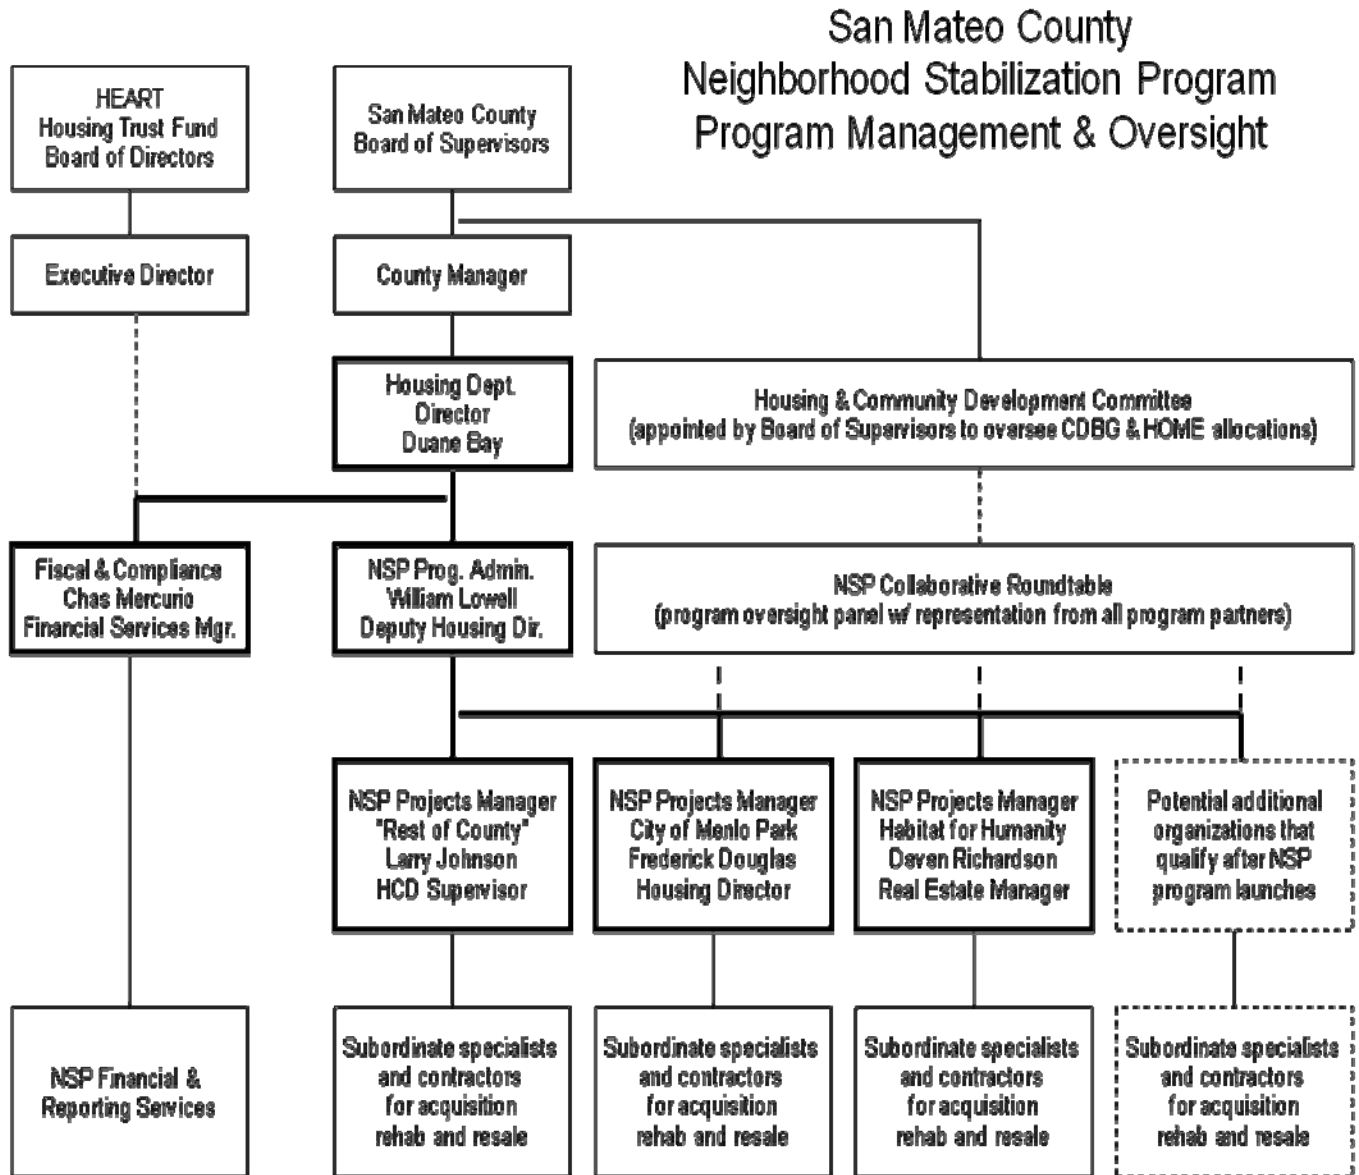 San Mateo County
Neighborhood Stabilization Program
Program Management & Oversight
HEART
Housing Trust Fund
Board of Directors
San Mateo County
Board of Supervisors
Executive Director
County Manager
Housing Dept.
Director
Duane Bay
Housing & Community Development Committee
(appointed by Board of Supervisors to oversee CDBG & HOME allocations)
Fiscal & Compliance
Chas Mercurio
Financial Services Mgr.
NSP Prog. Admin.
William Lowell
Deputy Housing Dir.
NSP Collaborative Roundtable
(program oversight panel w/ representation from all program partners)
NSP Projects Manager
"Rest of County"
Larry Johnson
HCD Supervisor
NSP Projects Manager
City of Menlo Park
Frederick Douglas
Housing Director
NSP Projects Manager
Habitat for Humanity
Daven Richardson
Real Estate Manager
Potential additional
organizations that
qualify after NSP
program launches
NSP Financial &
Reporting Services
Subordinate specialists
and contractors
for acquisition
rehab and resale
Subordinate specialists
and contractors
for acquisition
rehab and resale
Subordinate specialists
and contractors
for acquisition
rehab and resale
Subordinate specialists
and contractors
for acquisition
rehab and resale